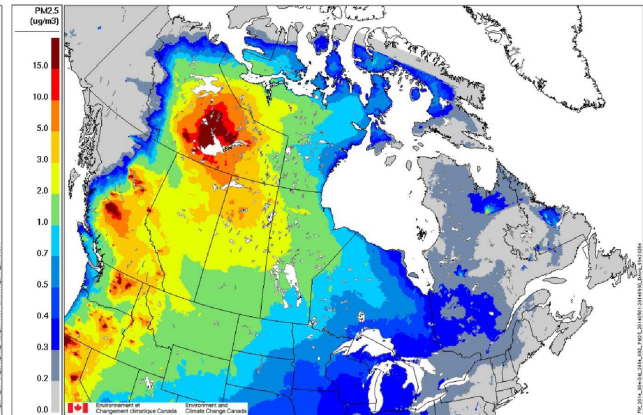 PM2.5
(ug/m3)
15.0
10.0
5.0
3.0
2.0
1.0
0.7
0.5
0.4
0.3
0.2
0.0
Environnement et
Changement climatique Canada
Environment and
Climate Change Canada